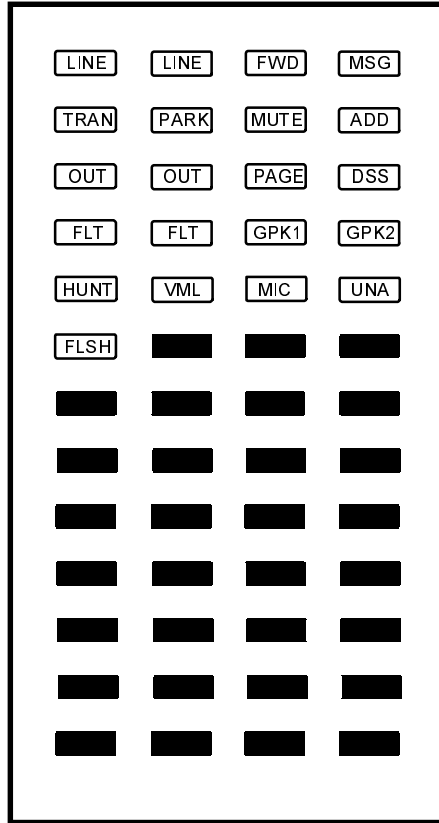 LINE LINE FWD MSG
TRAN PARK MUTE ADD
OUT OUT PAGE DSS
FLT FLT GPK1 GPK2
HUNT VML MIC UNA
FLSH